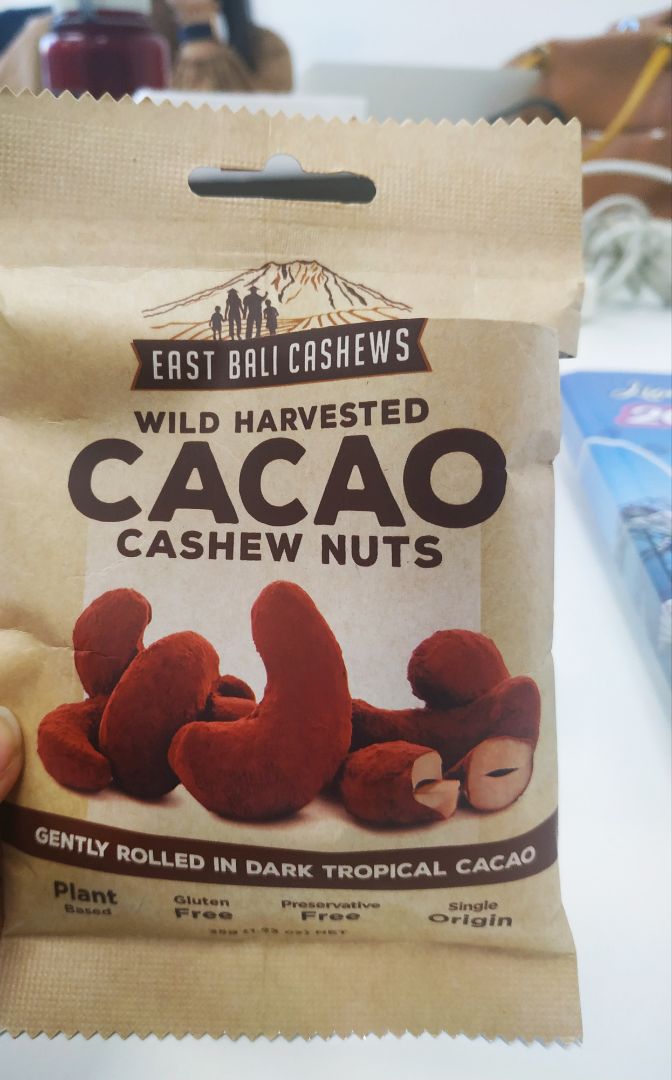 EAST BALI CASHEWS
WILD HARVESTED
CACAO
CASHEW NUTS
GENTLY ROLLED IN DARK TROPICAL CACAO
Plant
Based
Gluten
Free
Preservative
Free
Single
Origin
NET